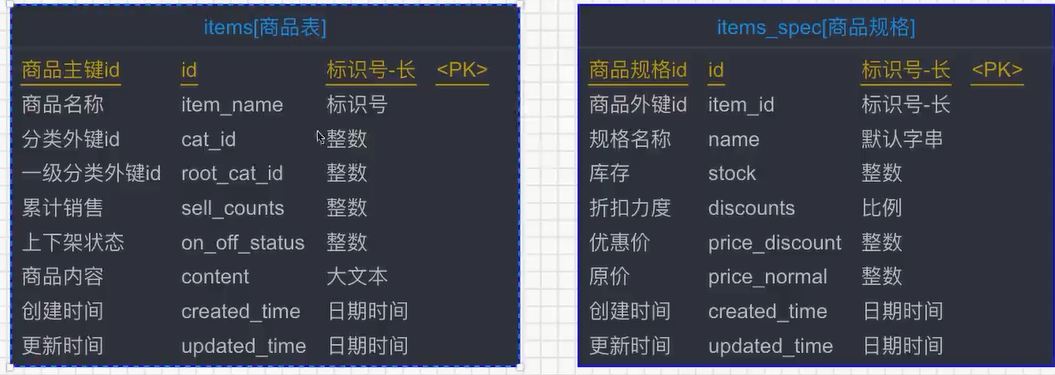 items[商品表]
商品主键id id 标识号-长 <PK>
商品名称 item_name 标识号
分类外键id cat_id 整数
一级分类外键id root_cat_id 整数
累计销售 sell_counts 整数
上下架状态 on_off_status 整数
商品内容 content 大文本
创建时间 created_time 日期时间
更新时间 updated_time 日期时间
items_spec[商品规格]
商品规格id id 标识号-长 <PK>
商品外键id item_id 标识号-长
规格名称 name 默认字串
库存 stock 整数
折扣力度 discounts 比例
优惠价 price_discount 整数
原价 price_normal 整数
创建时间 created_time 日期时间
更新时间 updated_time 日期时间